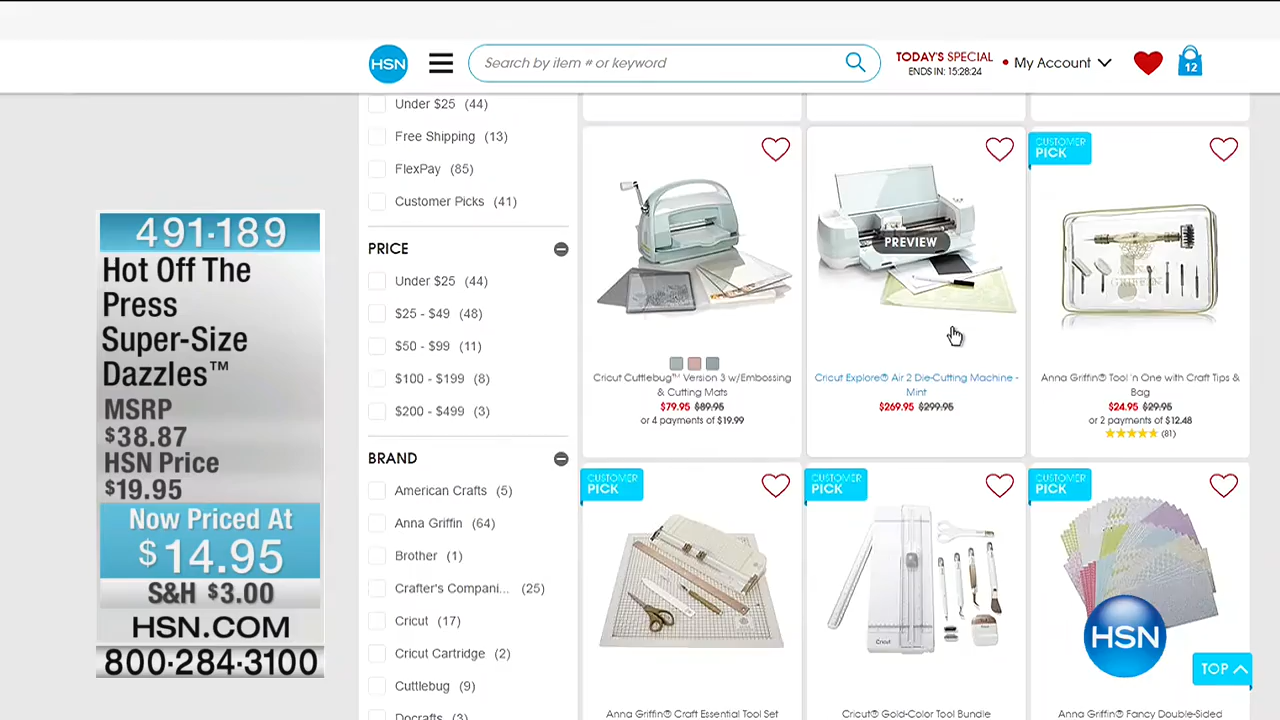 HSN
Search by item # or keyword
TODAY'S SPECIAL
ENDS IN: 15:28:24
My Account
12
Under $25 (44)
Free Shipping (13)
FlexPay (85)
Customer Picks (41)
PRICE
Under $25 (44)
$25 - $49 (48)
$50 - $99 (11)
$100 - $199 (8)
$200 - $499 (3)
BRAND
American Crafts (5)
Anna Griffin (64)
Brother (1)
Crafter's Compani... (25)
Cricut (17)
Cricut Cartridge (2)
Cuttlebug (9)
Docrafts (3)
491-189
Hot Off The
Press
Super-Size
Dazzles™
MSRP
$38.87
HSN Price
$19.95
Now Priced At
$14.95
S&H $3.00
HSN.COM
800-284-3100
Cricut Cuttlebug™ Version 3 w/Embossing
& Cutting Mats
$79.95 $89.95
or 4 payments of $19.99
PREVIEW
Cricut Explore® Air 2 Die-Cutting Machine -
Mint
$269.95 $299.95
CUSTOMER
PICK
Anna Griffin® Tool 'n One with Craft Tips &
Bag
$24.95 $29.95
or 2 payments of $12.48
(81)
CUSTOMER
PICK
Anna Griffin® Craft Essential Tool Set
CUSTOMER
PICK
Cricut
Cricut® Gold-Color Tool Bundle
CUSTOMER
PICK
Anna Griffin® Fancy Double-Sided
HSN
TOP